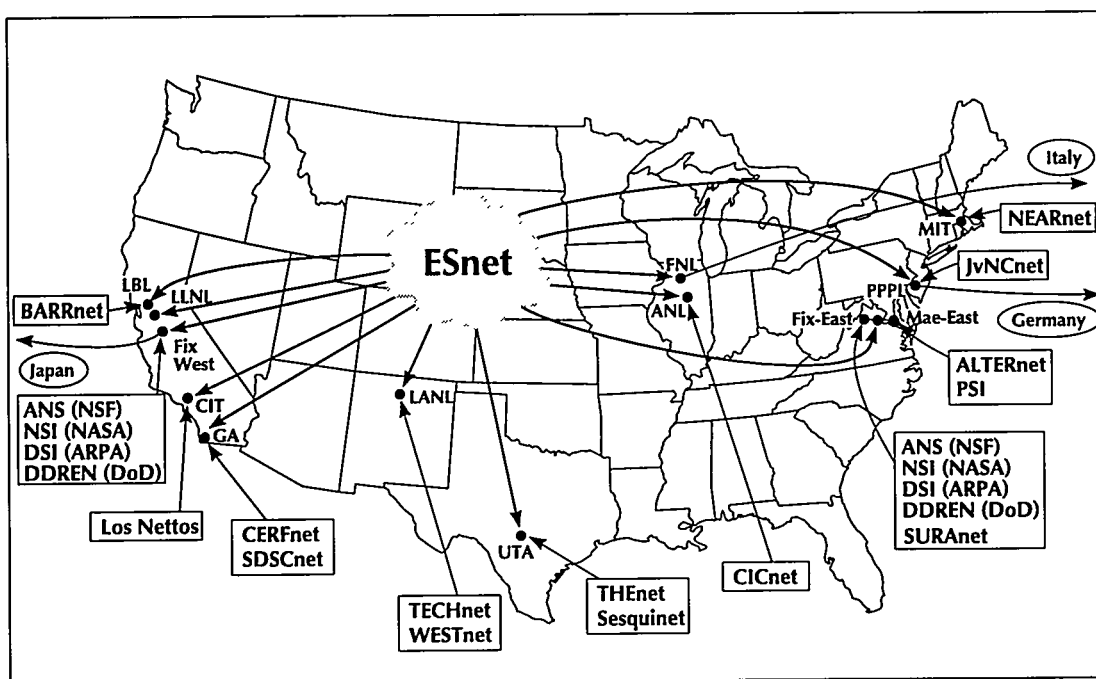 Italy
NEARnet
MIT
ESnet
JvNCnet
FNL
LBL
LLNL
PPPL
BARRnet
ANL
Fix-East
Mae-East
Germany
Fix
West
Japan
ALTERnet
PSI
LANL
CIT
ANS (NSF)
NSI (NASA)
DSI (ARPA)
DDREN (DoD)
GA
ANS (NSF)
NSI (NASA)
DSI (ARPA)
DDREN (DoD)
SURAnet
Los Nettos
CERFnet
SDSCnet
UTA
CICnet
THEnet
Sesquinet
TECHnet
WESTnet